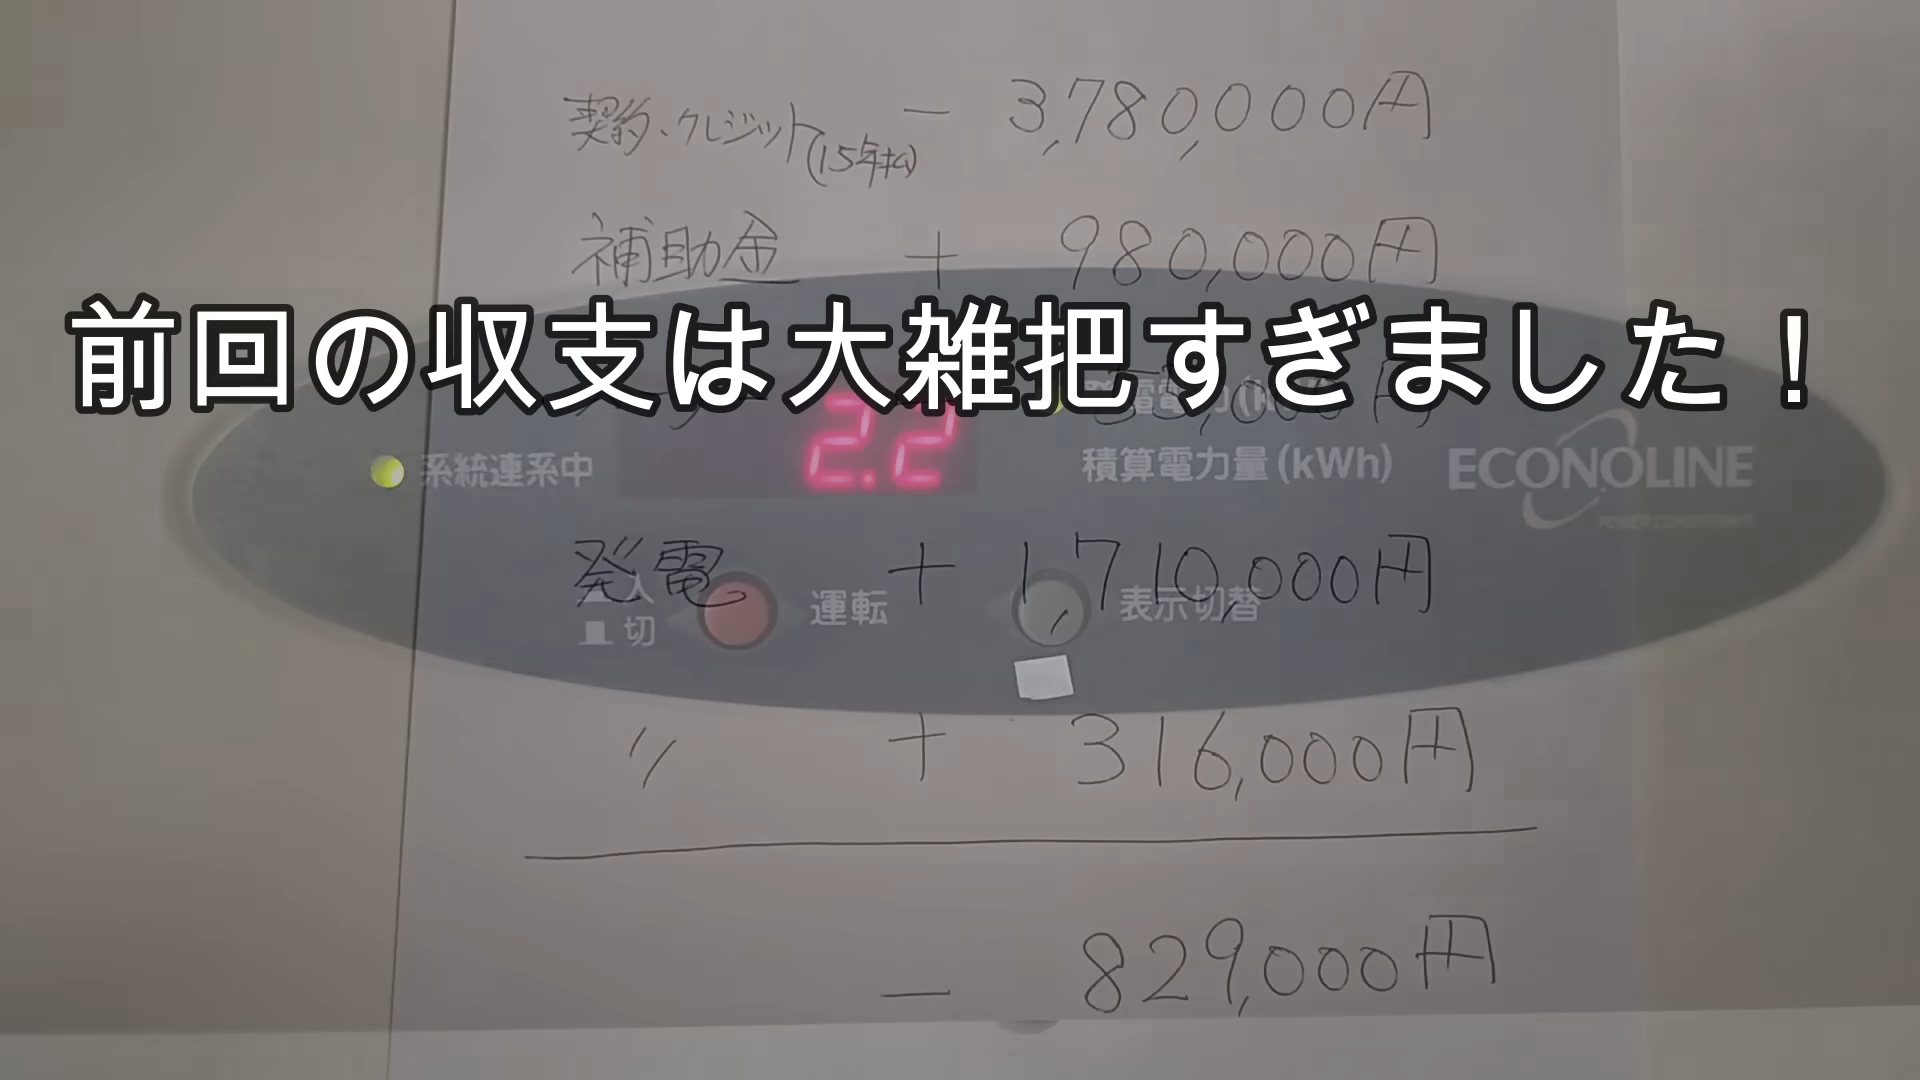 契約、クレジット(15年払) － 3,780,000円
補助金 ＋ 980,000円
前回の収支は大雑把すぎました！
2.2
系統連系中
積算電力量(kWh)
ECONOLINE
発電 ＋ 1,710,000円
入
切
運転
表示切替
〃 ＋ 316,000円
－ 829,000円